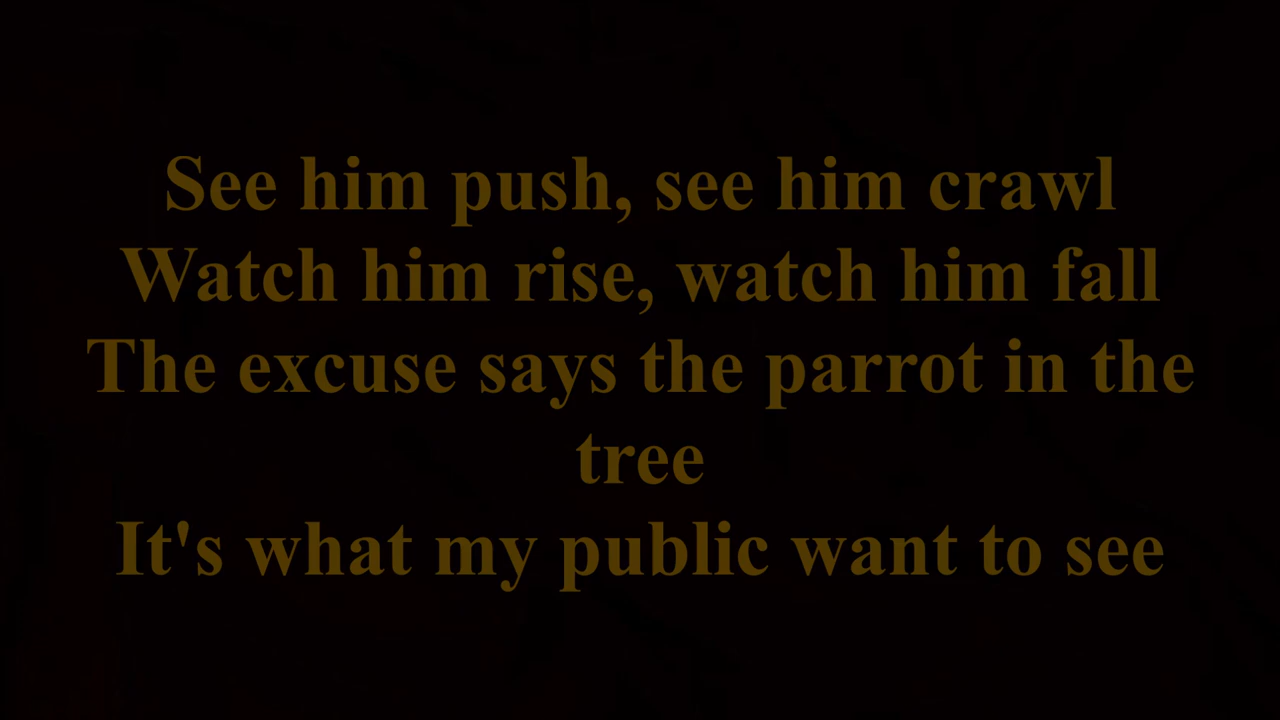 See him push, see him crawl
Watch him rise, watch him fall
The excuse says the parrot in the
tree
It's what my public want to see